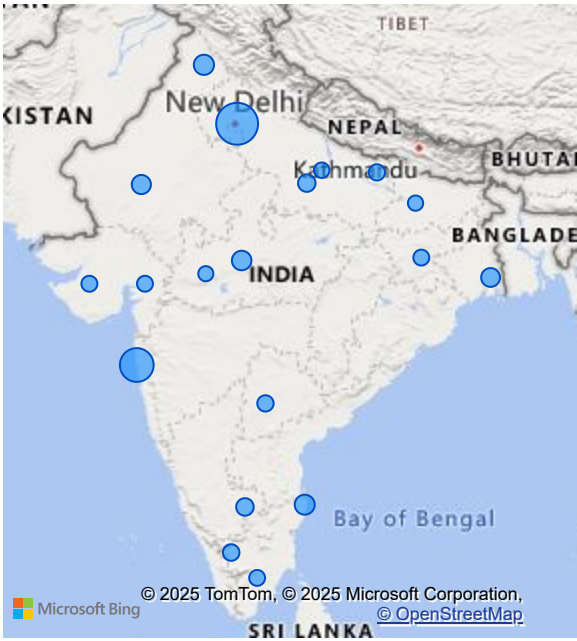 TIBET
New Delhi
KISTAN
NEPAL
Kathmandu
BHUTA
BANGLADE
INDIA
Bay of Bengal
© 2025 TomTom, © 2025 Microsoft Corporation,
Microsoft Bing
© OpenStreetMap
SRI LANKA